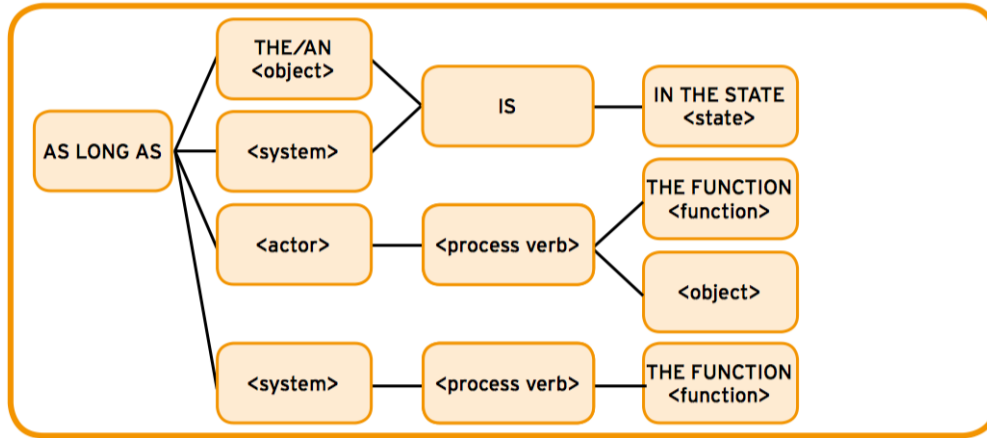 THE/AN
<object>
IS
IN THE STATE
<state>
AS LONG AS
<system>
THE FUNCTION
<function>
<actor>
<process verb>
<object>
<system>
<process verb>
THE FUNCTION
<function>